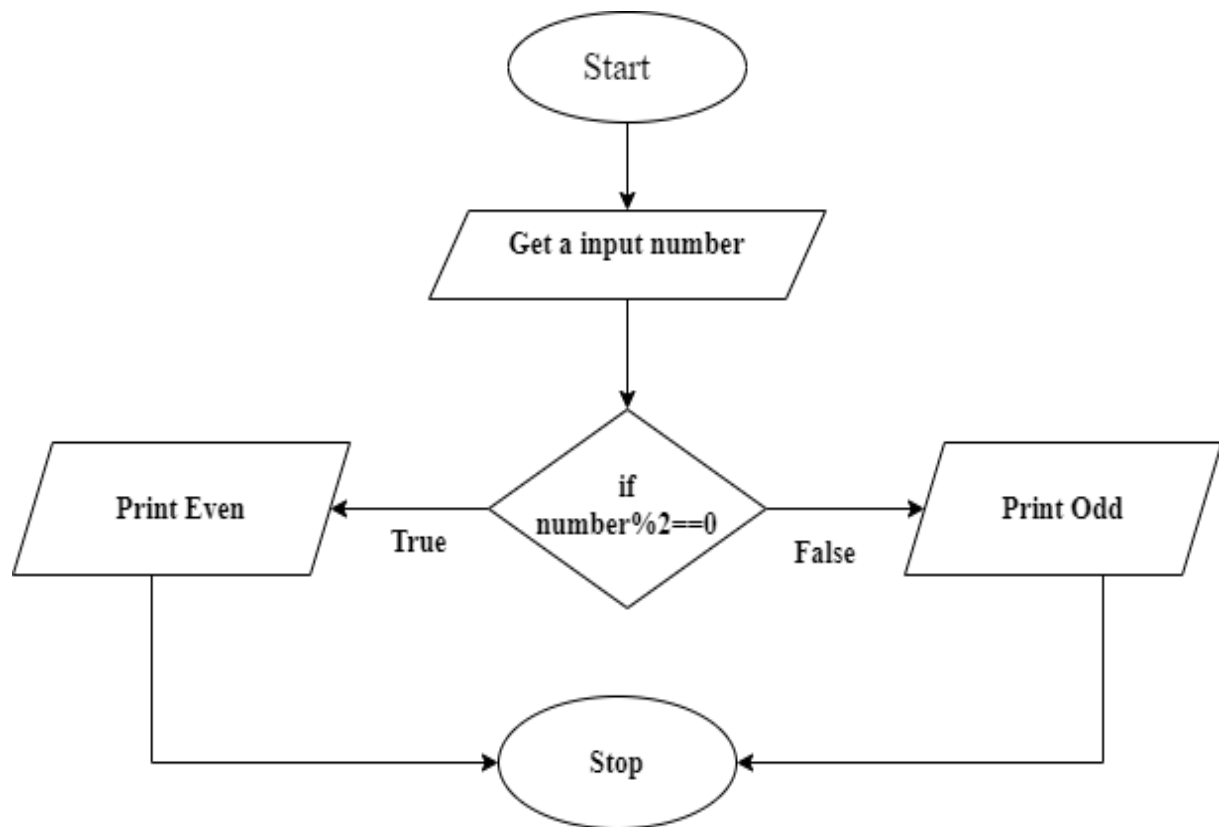 Start
Get a input number
if
number%2==0
True
Print Even
False
Print Odd
Stop